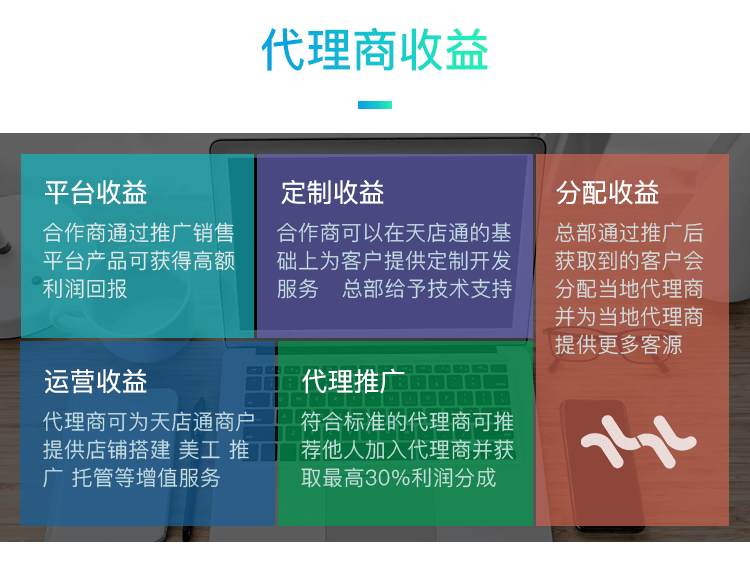 代理商收益
平台收益
合作商通过推广销售
平台产品可获得高额
利润回报
定制收益
合作商可以在天店通的基
础上为客户提供定制开发
服务　总部给予技术支持
分配收益
总部通过推广后
获取到的客户会
分配当地代理商
并为当地代理商
提供更多客源
运营收益
代理商可为天店通商户
提供店铺搭建 美工 推
广 托管等增值服务
代理推广
符合标准的代理商可推
荐他人加入代理商并获
取最高30%利润分成